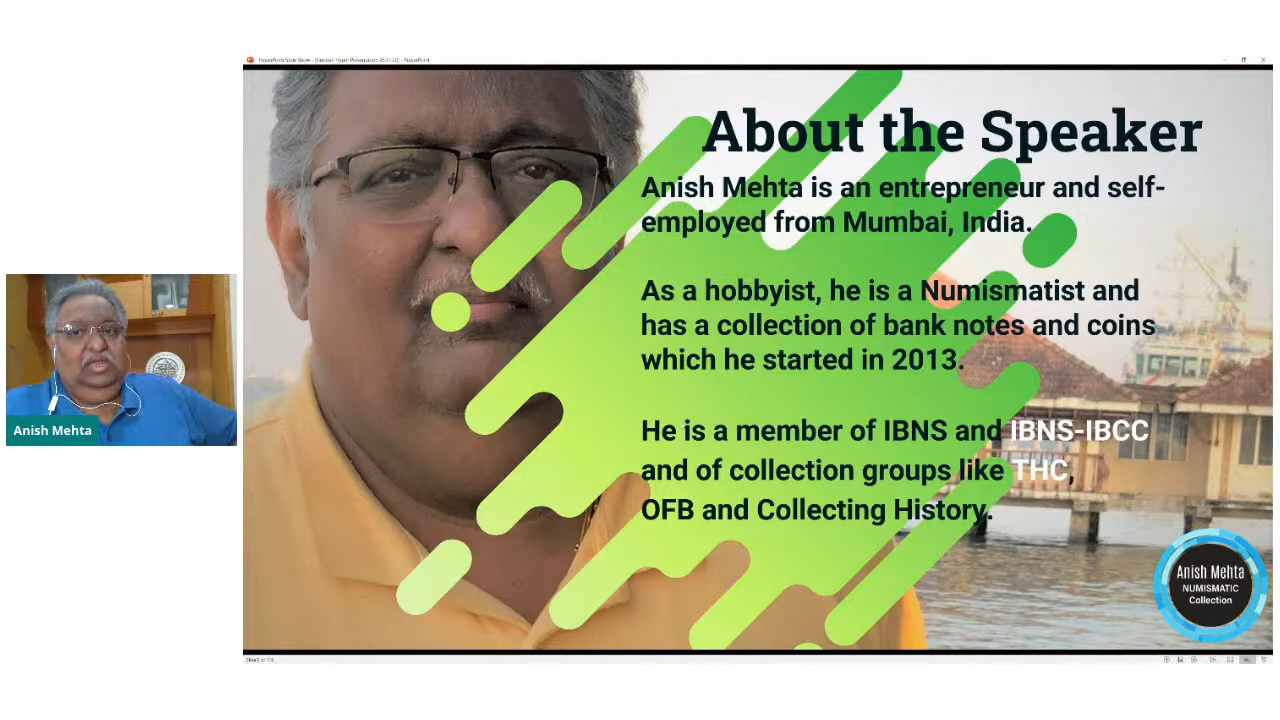 About the Speaker
Anish Mehta is an entrepreneur and self-
employed from Mumbai, India.
As a hobbyist, he is a Numismatist and
has a collection of bank notes and coins
which he started in 2013.
He is a member of IBNS and IBNS-IBCC
and of collection groups like THC,
OFB and Collecting History.
Anish Mehta
NUMISMATIC
Collection
Anish Mehta